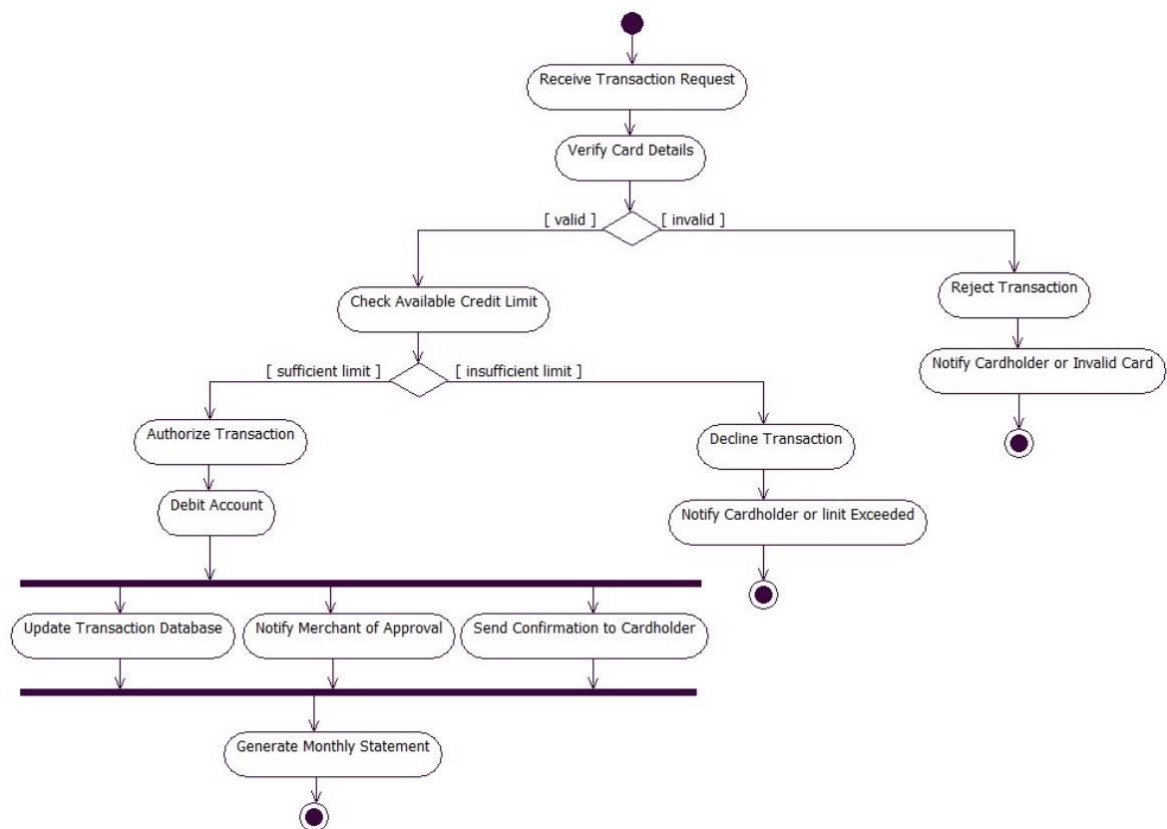 Receive Transaction Request
Verify Card Details
[ valid ]
[ invalid ]
Check Available Credit Limit
Reject Transaction
Notify Cardholder or Invalid Card
[ sufficient limit ]
[ insufficient limit ]
Authorize Transaction
Decline Transaction
Debit Account
Notify Cardholder or linit Exceeded
Update Transaction Database
Notify Merchant of Approval
Send Confirmation to Cardholder
Generate Monthly Statement